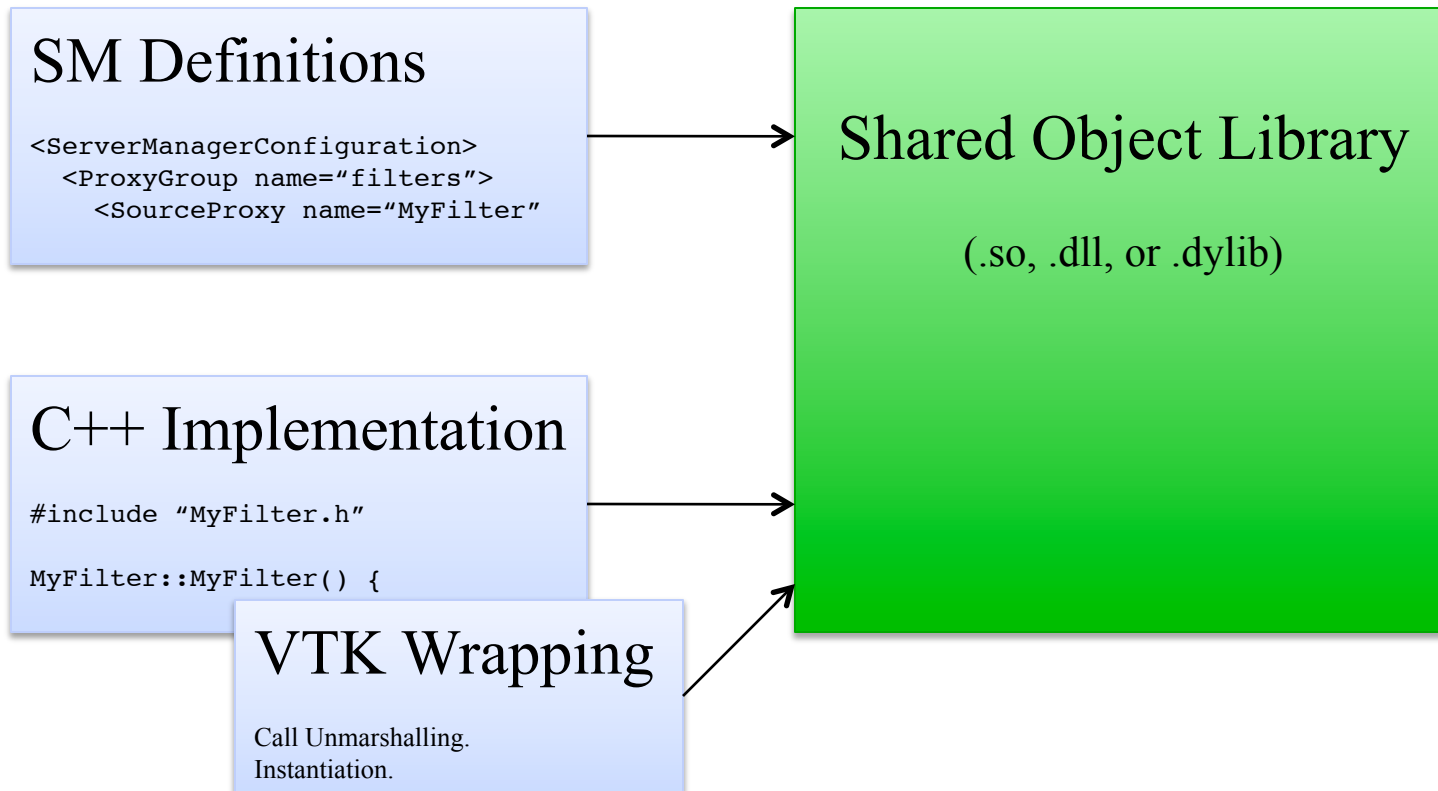 SM Definitions
<ServerManagerConfiguration>
<ProxyGroup name=“filters”>
<SourceProxy name=“MyFilter”
C++ Implementation
#include “MyFilter.h”
MyFilter::MyFilter() {
VTK Wrapping
Call Unmarshalling.
Instantiation.
Shared Object Library
(.so, .dll, or .dylib)